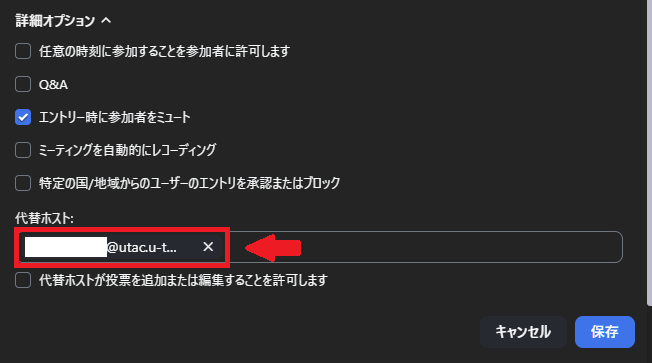 詳細オプション
任意の時刻に参加することを参加者に許可します
Q&A
エントリー時に参加者をミュート
ミーティングを自動的にレコーディング
特定の国/地域からのユーザーのエントリを承認またはブロック
代替ホスト:
@utac.u-t...
代替ホストが投票を追加または編集することを許可します
キャンセル 保存